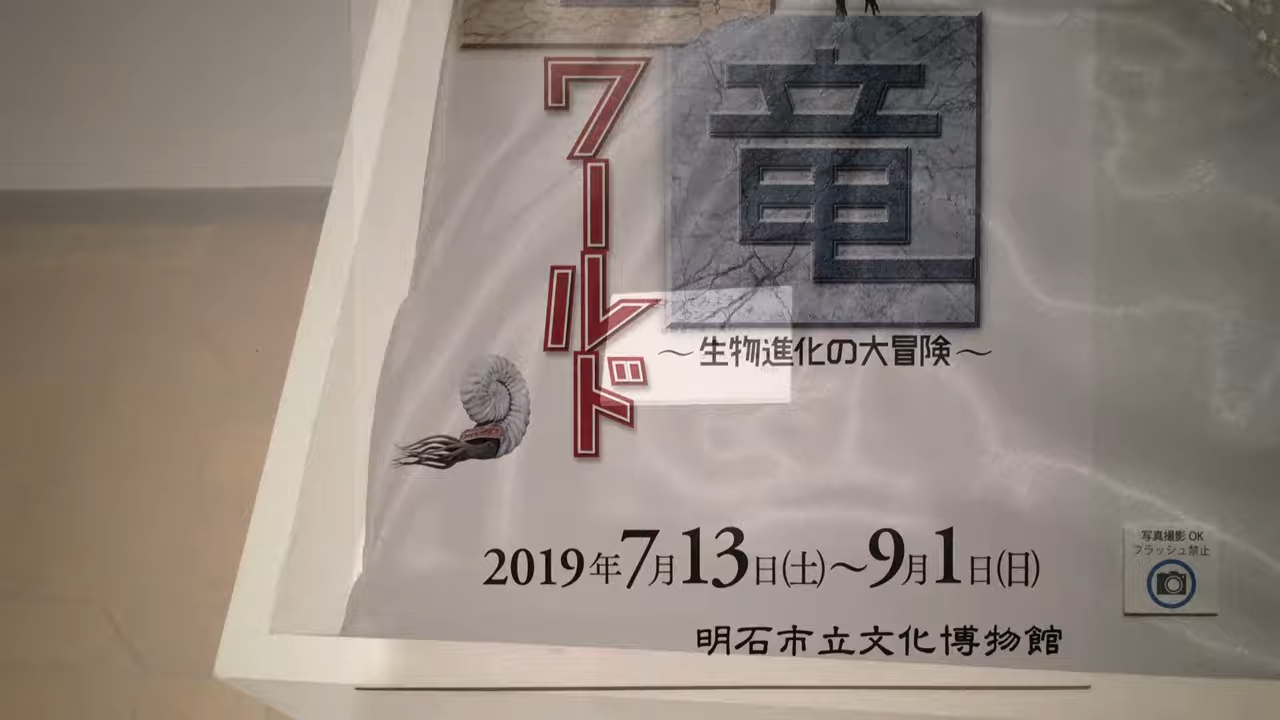 竜
ワールド
～生物進化の大冒険～
2019年7月13日(土)～9月1日(日)
明石市立文化博物館
写真撮影 OK
フラッシュ禁止